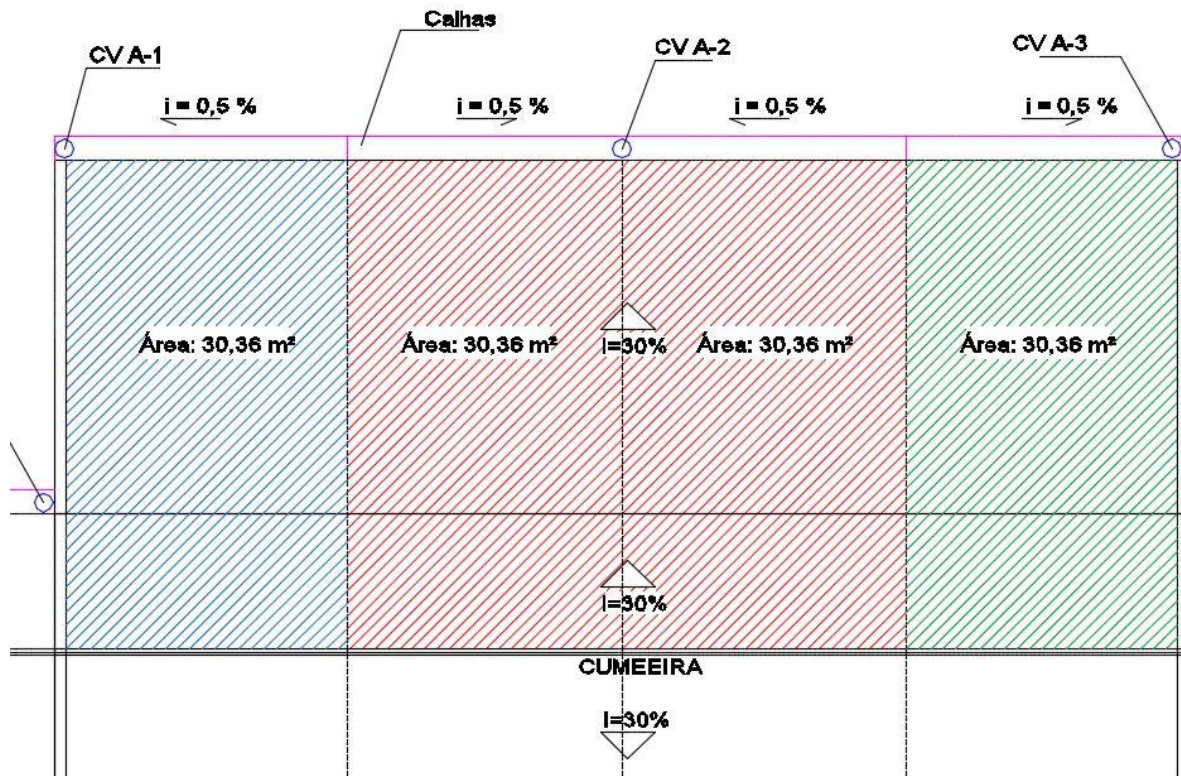 Calhas
CV A-1
CV A-2
CV A-3
i = 0,5 %
i = 0,5 %
i = 0,5 %
i = 0,5 %
Área: 30,36 m²
Área: 30,36 m²
Área: 30,36 m²
Área: 30,36 m²
I=30%
I=30%
CUMEEIRA
I=30%